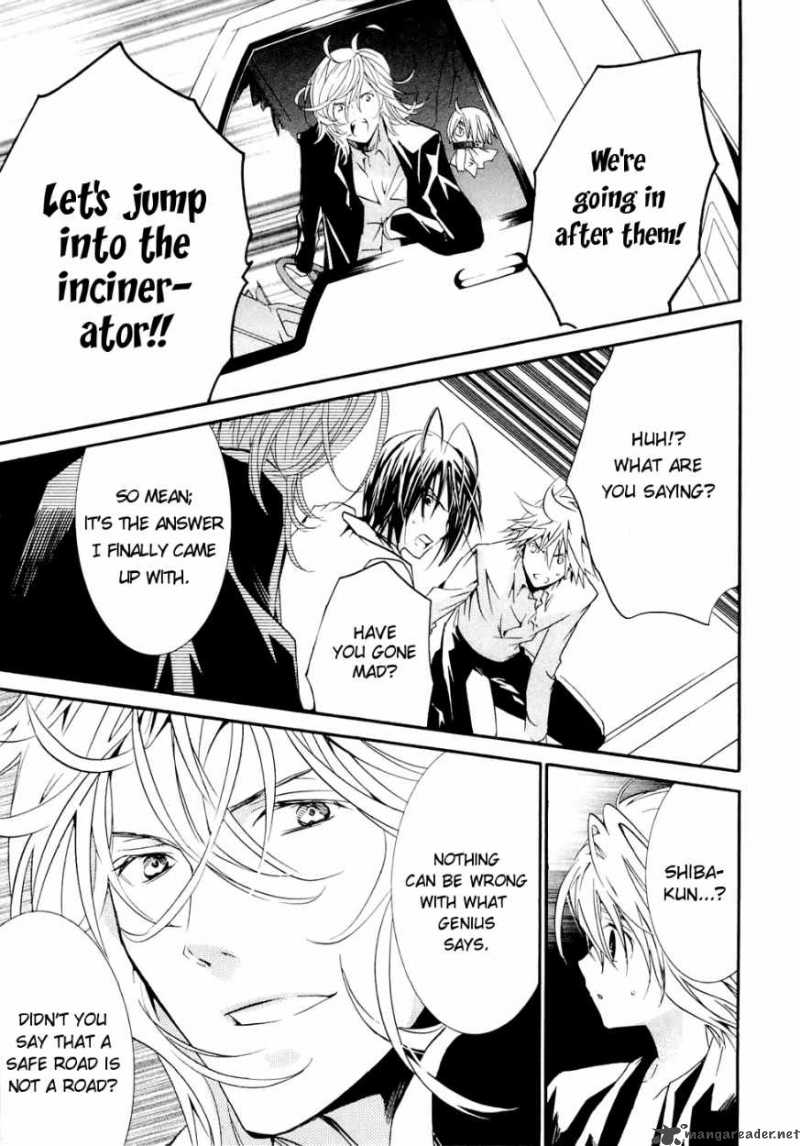 We're
going in
after them!
Let's jump
into the
inciner-
ator!!
HUH!?
WHAT ARE
YOU SAYING?
HAVE
YOU GONE
MAD?
SO MEAN;
IT'S THE ANSWER
I FINALLY CAME
UP WITH.
SHIBA-
KUN...?
NOTHING
CAN BE WRONG
WITH WHAT
GENIUS
SAYS.
DIDN'T YOU
SAY THAT A
SAFE ROAD IS
NOT A ROAD?
mangareader.net